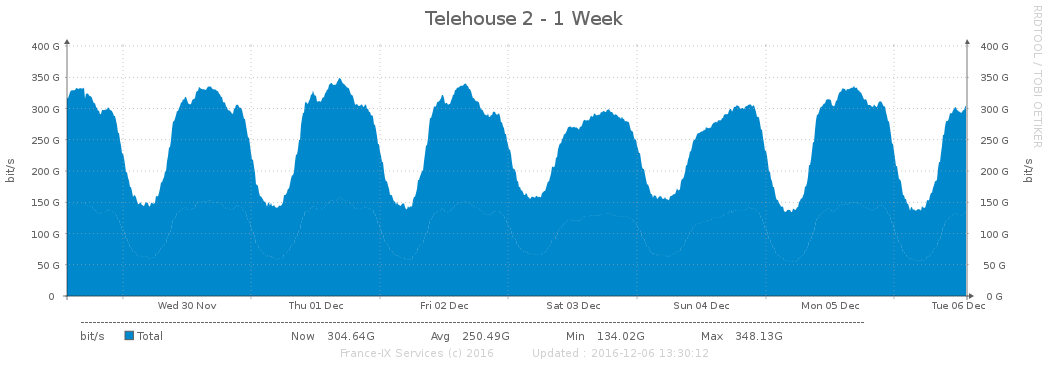 Telehouse 2 - 1 Week
RRDTOOL / TOBI OETIKER
400 G 400 G
350 G 350 G
300 G 300 G
250 G 250 G
200 G 200 G
150 G 150 G
100 G 100 G
50 G 50 G
0 0 G
bit/s
bit/s
Wed 30 Nov Thu 01 Dec Fri 02 Dec Sat 03 Dec Sun 04 Dec Mon 05 Dec Tue 06 Dec
bit/s Total Now 304.64G Avg 250.49G Min 134.02G Max 348.13G
France-IX Services (c) 2016 Updated : 2016-12-06 13:30:12